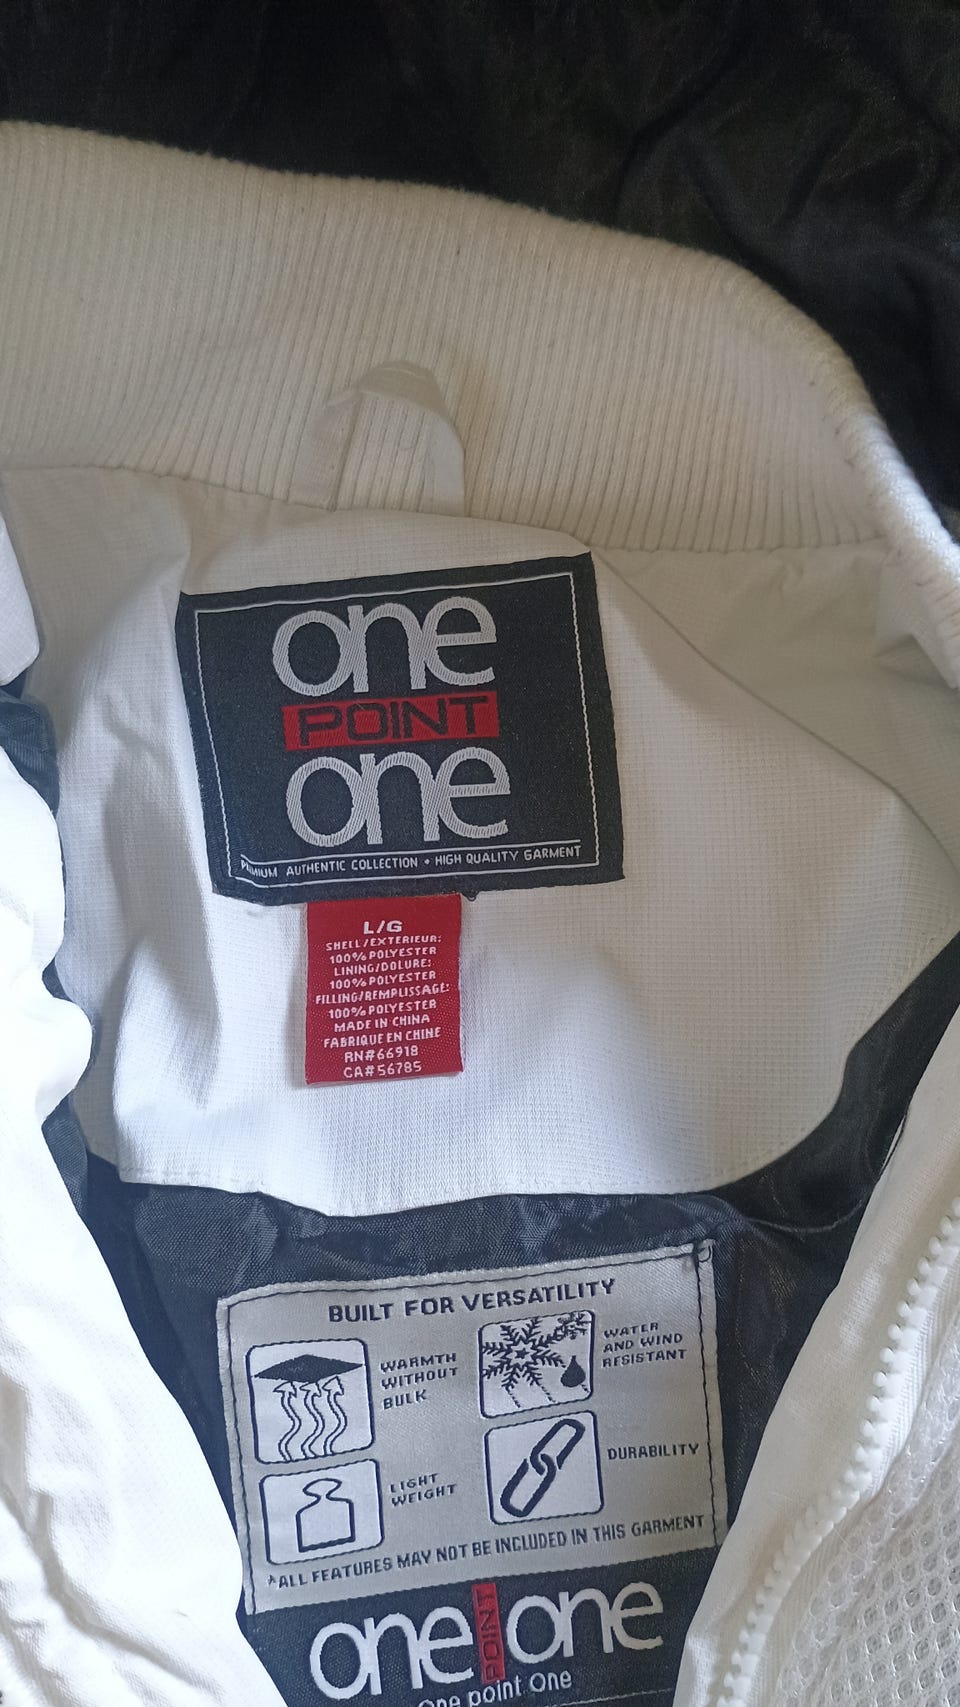 one
POINT
one
PREMIUM AUTHENTIC COLLECTION • HIGH QUALITY GARMENT
L/G
SHELL/EXTERIEUR:
100% POLYESTER
LINING/DOLURE:
100% POLYESTER
FILLING/REMPLISSAGE:
100% POLYESTER
MADE IN CHINA
FABRIQUE EN CHINE
RN#66918
CA#56785
BUILT FOR VERSATILITY
WARMTH
WITHOUT
BULK
WATER
AND WIND
RESISTANT
LIGHT
WEIGHT
DURABILITY
*ALL FEATURES MAY NOT BE INCLUDED IN THIS GARMENT
one POINT one
One point One